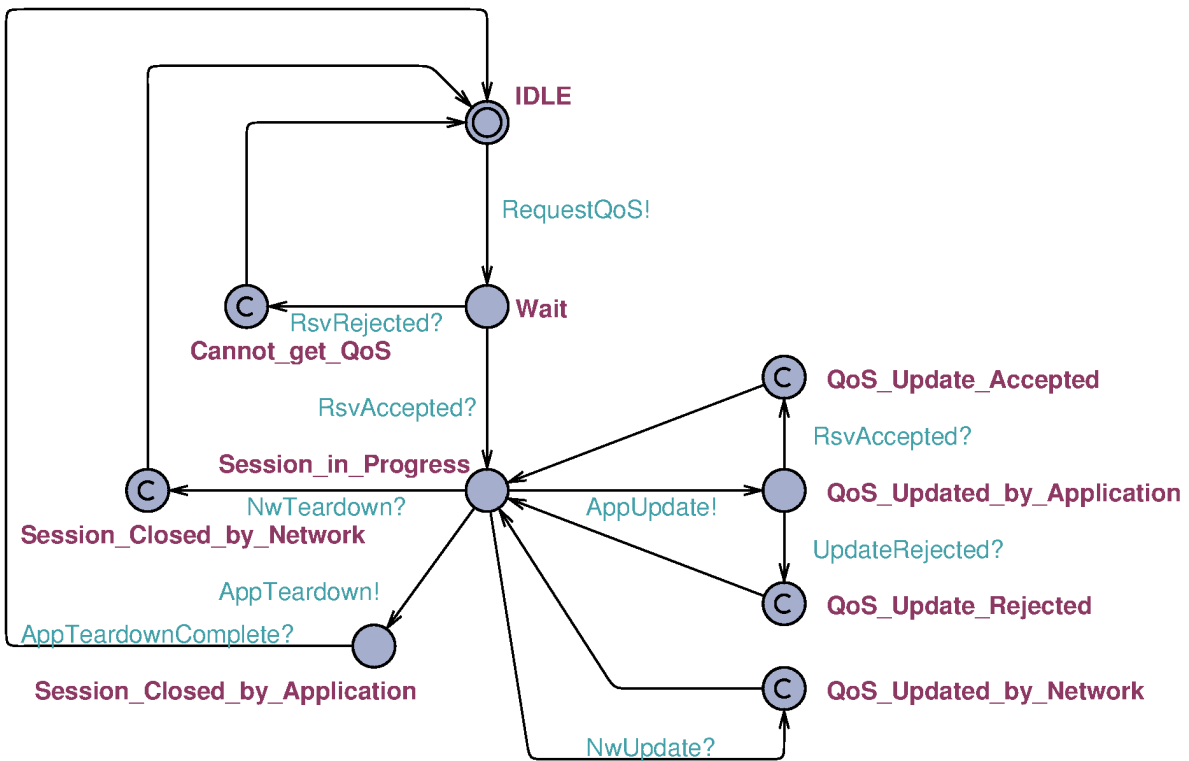 IDLE
RequestQoS!
Wait
RsvRejected?
C
Cannot_get_QoS
C
QoS_Update_Accepted
RsvAccepted?
RsvAccepted?
Session_in_Progress
C
NwTeardown?
AppUpdate!
QoS_Updated_by_Application
Session_Closed_by_Network
UpdateRejected?
AppTeardown!
C
QoS_Update_Rejected
AppTeardownComplete?
Session_Closed_by_Application
C
QoS_Updated_by_Network
NwUpdate?